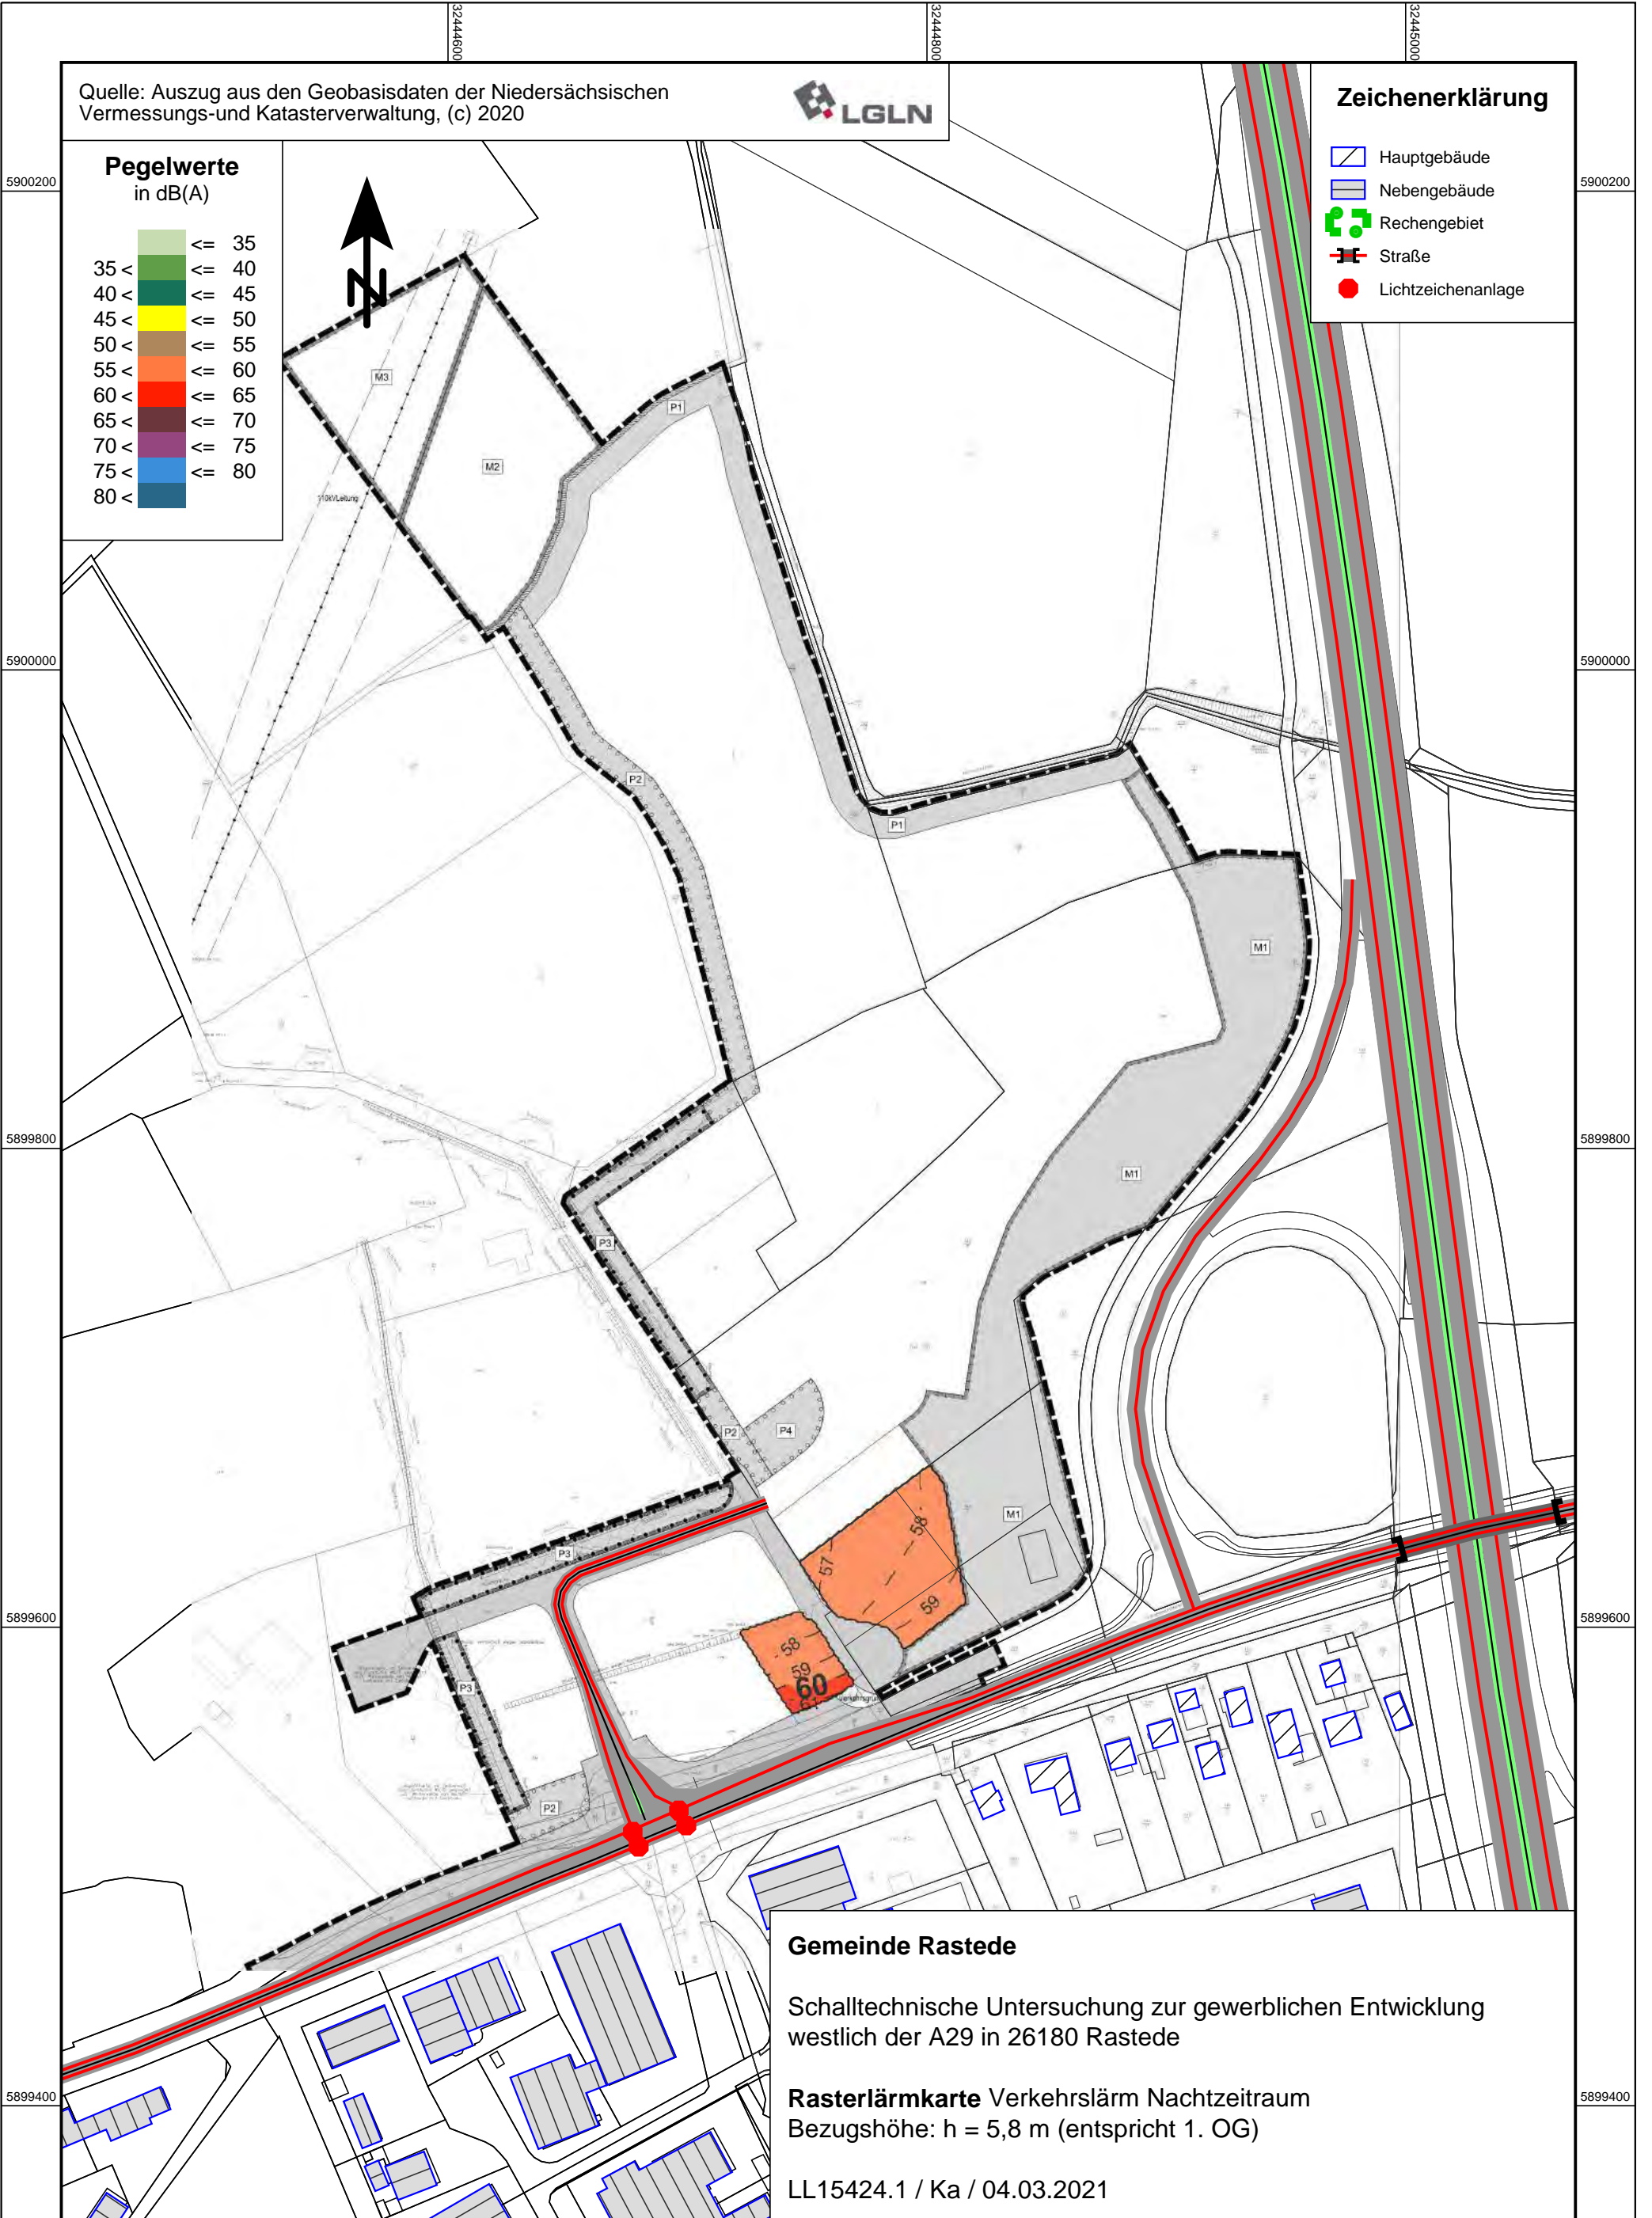 32444600
32444800
32445000
Quelle: Auszug aus den Geobasisdaten der Niedersächsischen
Vermessungs-und Katasterverwaltung, (c) 2020
LGLN
Zeichenerklärung
Hauptgebäude
Nebengebäude
Rechengebiet
Straße
Lichtzeichenanlage
Pegelwerte
in dB(A)
<= 35
35 < <= 40
40 < <= 45
45 < <= 50
50 < <= 55
55 < <= 60
60 < <= 65
65 < <= 70
70 < <= 75
75 < <= 80
80 <
N
5900200
5900200
M3
P1
M2
110kV Leitung
5900000
5900000
P2
P1
M1
5899800
5899800
M1
P3
P2
P4
M1
58
57
59
P3
5899600
5899600
58
59
60
61
P3
P2
Gemeinde Rastede
Schalltechnische Untersuchung zur gewerblichen Entwicklung
westlich der A29 in 26180 Rastede
Rasterlärmkarte Verkehrslärm Nachtzeitraum
Bezugshöhe: h = 5,8 m (entspricht 1. OG)
LL15424.1 / Ka / 04.03.2021
5899400
5899400